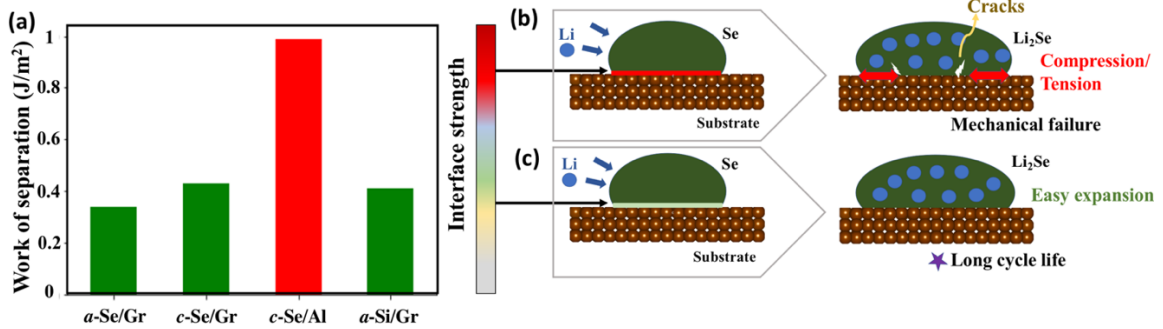 (a)
Work of separation (J/m²)
1
0.8
0.6
0.4
0.2
0
a-Se/Gr
c-Se/Gr
c-Se/Al
a-Si/Gr
Interface strength
(b)
Li
Se
Substrate
Cracks
Li₂Se
Compression/
Tension
Mechanical failure
(c)
Li
Se
Substrate
Li₂Se
Easy expansion
Long cycle life